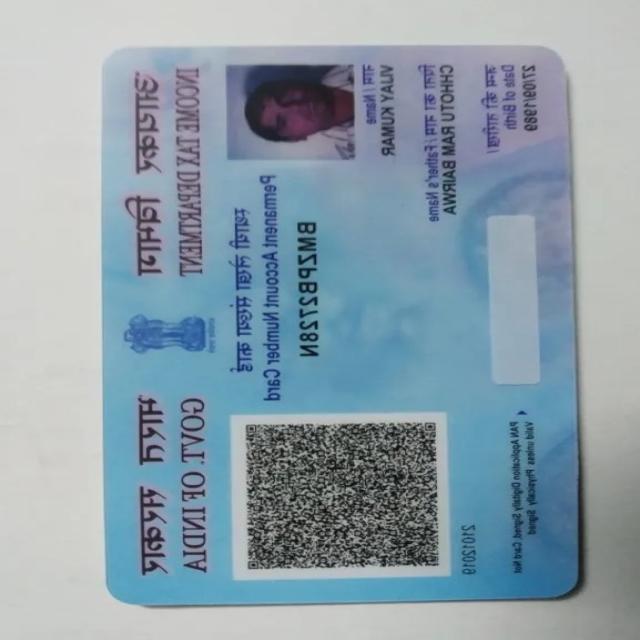 आयकर विभाग
INCOME TAX DEPARTMENT
भारत सरकार
GOVT. OF INDIA
स्थायी लेखा संख्या कार्ड
Permanent Account Number Card
BMZPB2728N
नाम / Name
VIJAY KUMAR
पिता का नाम / Father's Name
CHHOTU RAM BAIRWA
जन्म की तारीख /
Date of Birth
27/09/1989
21012019
PAN Application Digitally Signed, Card Not
Valid unless Physically Signed